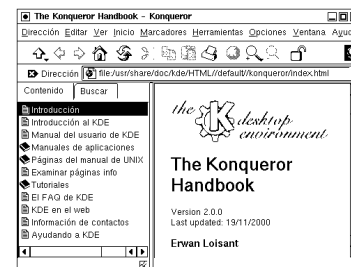 The Konqueror Handbook - Konqueror
Dirección Editar Ver Inicio Marcadores Herramientas Opciones Ventana
Dirección file:/usr/share/doc/kde/HTML//default//konqueror/index.html
Contenido Buscar
Introducción
Introducción al KDE
Manual del usuario de KDE
Manuales de aplicaciones
Páginas del manual de UNIX
Examinar páginas info
Tutoriales
El FAQ de KDE
KDE en el web
Información de contactos
Ayudando a KDE
the K desktop
environment
The Konqueror
Handbook
Version 2.0.0
Last updated: 19/11/2000
Erwan Loisant